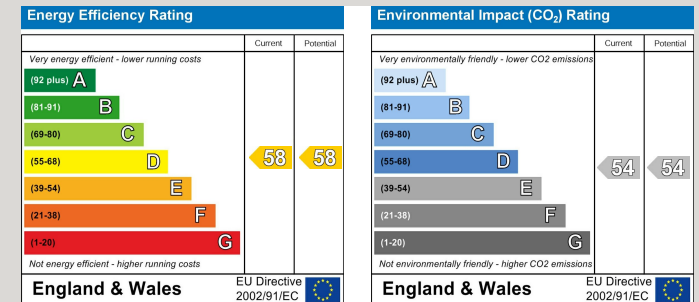 Energy Efficiency Rating
Current Potential
Very energy efficient - lower running costs
(92 plus) A
(81-91) B
(69-80) C
(55-68) D
58 58
(39-54) E
(21-38) F
(1-20) G
Not energy efficient - higher running costs
England & Wales
EU Directive
2002/91/EC
Environmental Impact (CO₂) Rating
Current Potential
Very environmentally friendly - lower CO2 emissions
(92 plus) A
(81-91) B
(69-80) C
(55-68) D
54 54
(39-54) E
(21-38) F
(1-20) G
Not environmentally friendly - higher CO2 emissions
England & Wales
EU Directive
2002/91/EC